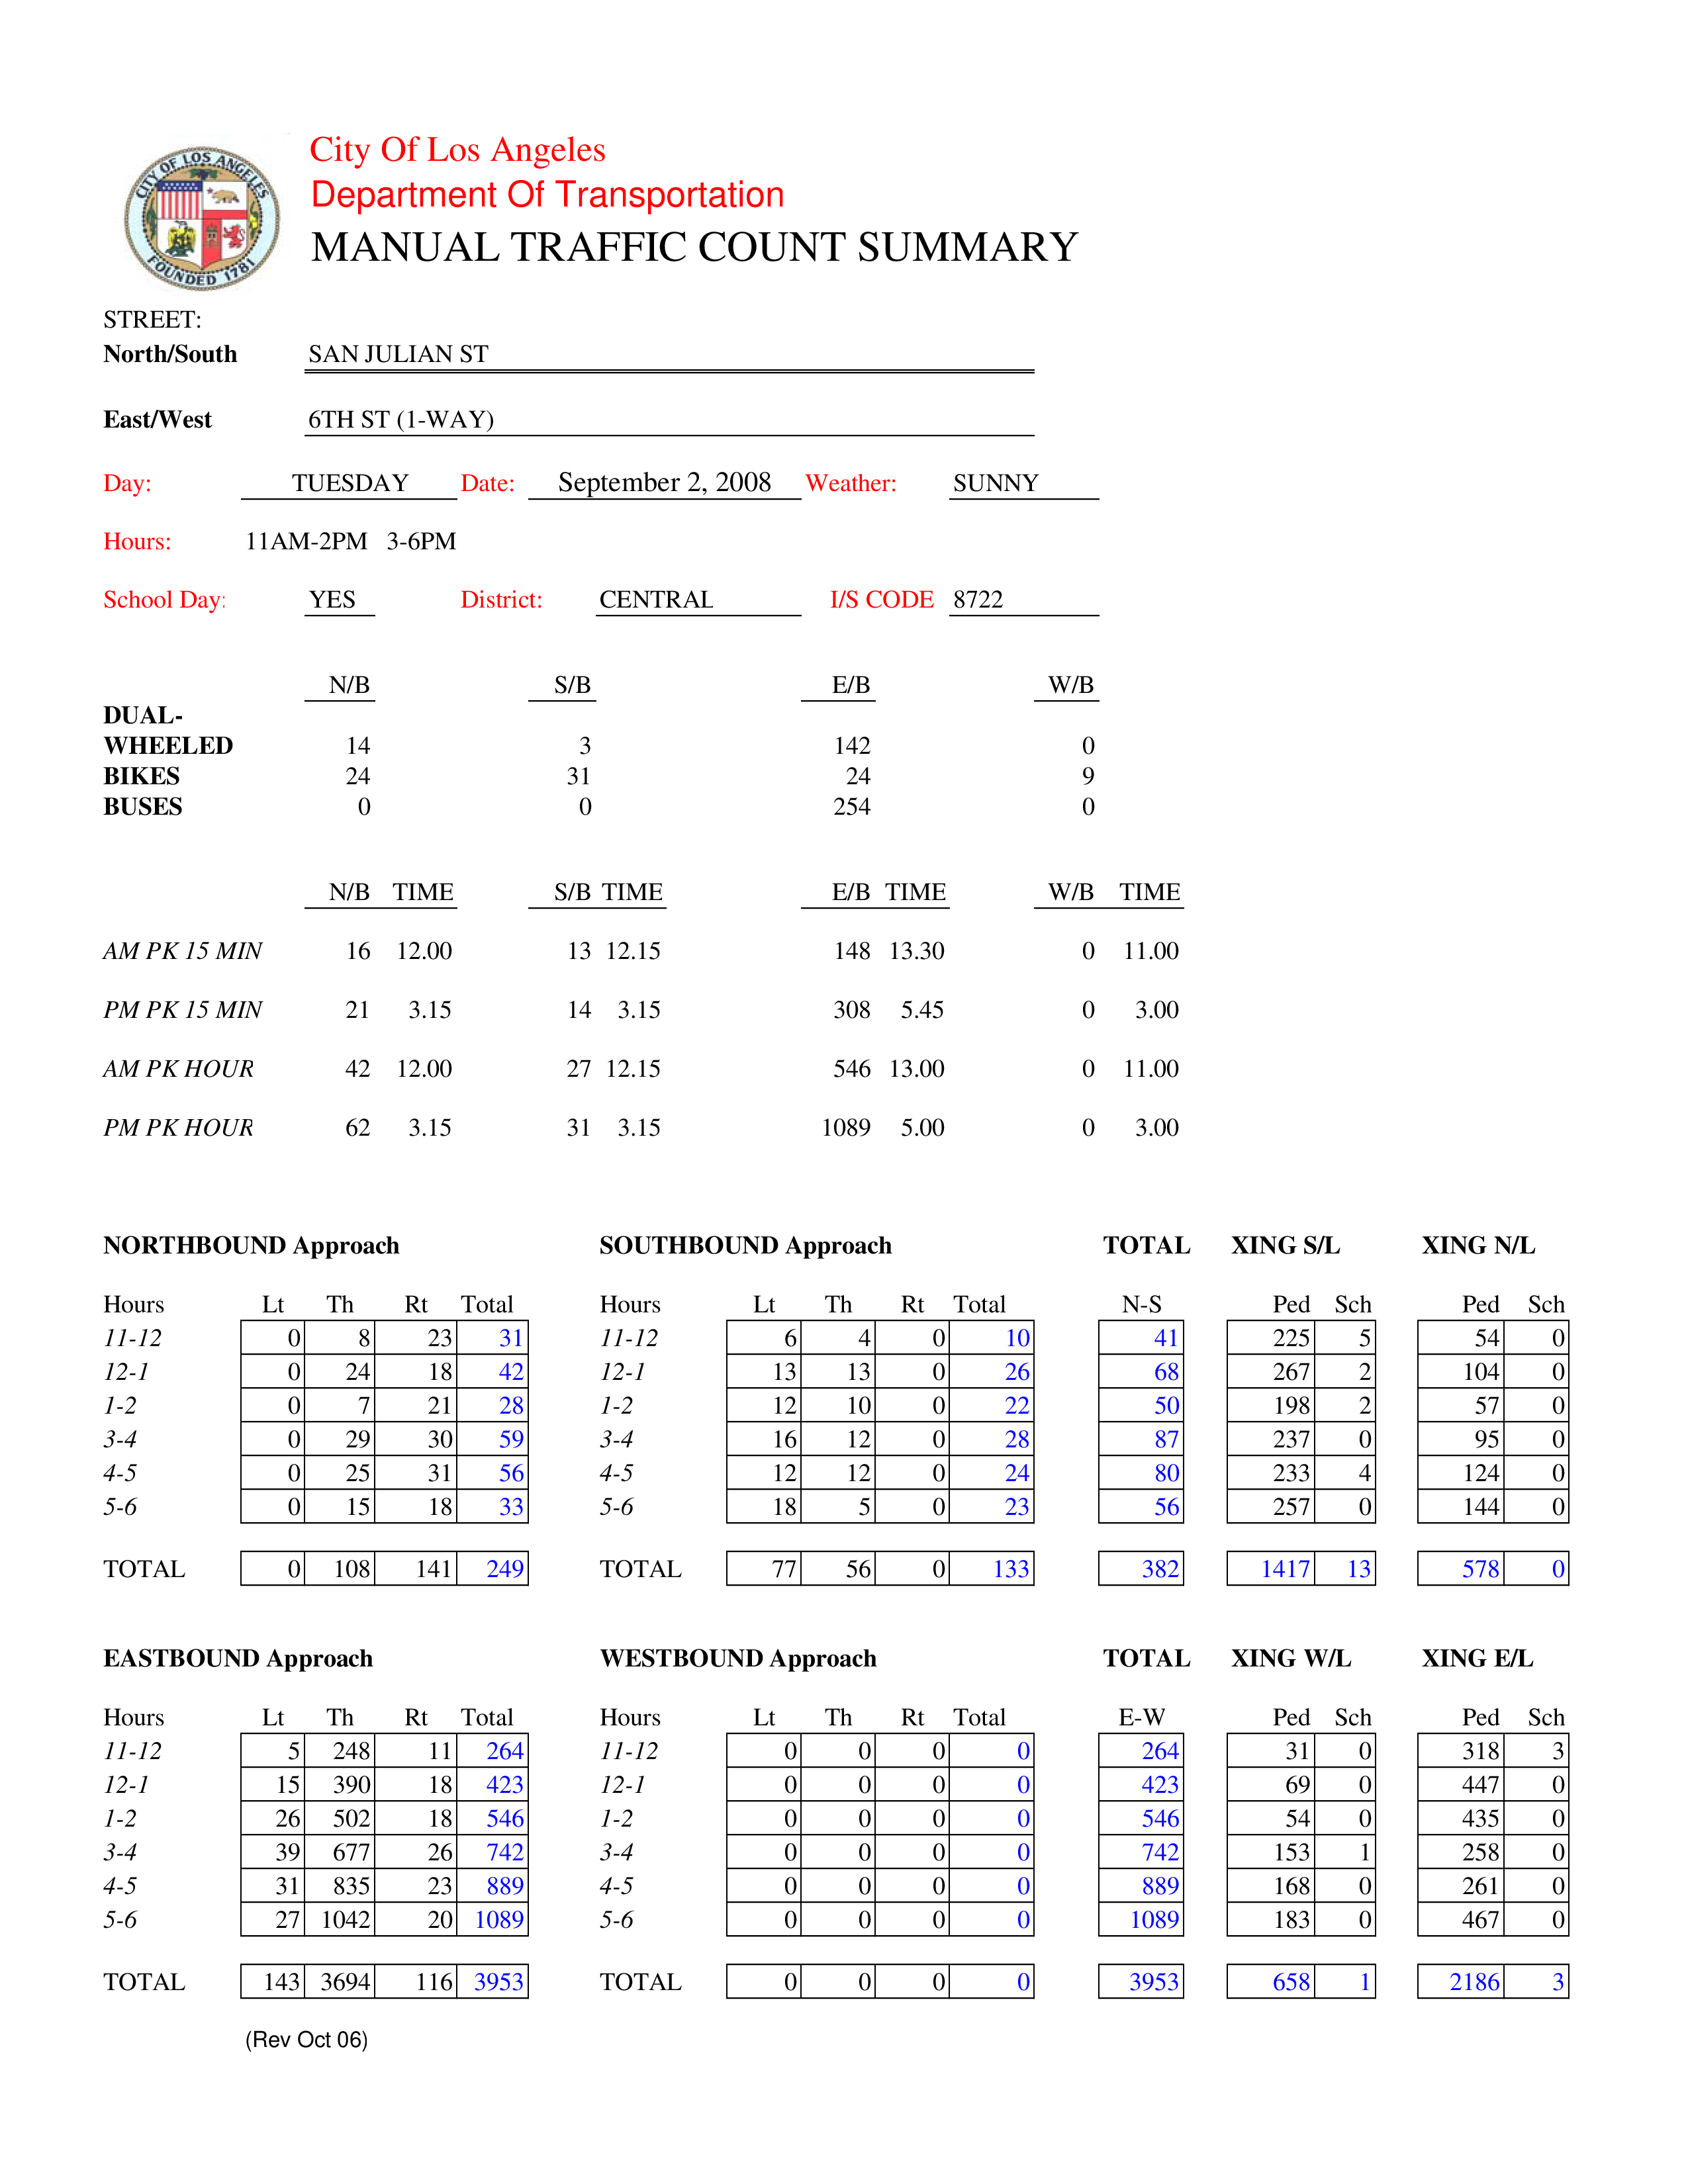 CITY OF LOS ANGELES
FOUNDED 1781
City Of Los Angeles
Department Of Transportation
MANUAL TRAFFIC COUNT SUMMARY
STREET:
North/South SAN JULIAN ST
East/West 6TH ST (1-WAY)
Day: TUESDAY Date: September 2, 2008 Weather: SUNNY
Hours: 11AM-2PM 3-6PM
School Day: YES District: CENTRAL I/S CODE 8722
N/B S/B E/B W/B
DUAL-
WHEELED 14 3 142 0
BIKES 24 31 24 9
BUSES 0 0 254 0
N/B TIME S/B TIME E/B TIME W/B TIME
AM PK 15 MIN 16 12.00 13 12.15 148 13.30 0 11.00
PM PK 15 MIN 21 3.15 14 3.15 308 5.45 0 3.00
AM PK HOUR 42 12.00 27 12.15 546 13.00 0 11.00
PM PK HOUR 62 3.15 31 3.15 1089 5.00 0 3.00
NORTHBOUND Approach SOUTHBOUND Approach TOTAL XING S/L XING N/L
Hours Lt Th Rt Total Hours Lt Th Rt Total N-S Ped Sch Ped Sch
11-12 0 8 23 31 11-12 6 4 0 10 41 225 5 54 0
12-1 0 24 18 42 12-1 13 13 0 26 68 267 2 104 0
1-2 0 7 21 28 1-2 12 10 0 22 50 198 2 57 0
3-4 0 29 30 59 3-4 16 12 0 28 87 237 0 95 0
4-5 0 25 31 56 4-5 12 12 0 24 80 233 4 124 0
5-6 0 15 18 33 5-6 18 5 0 23 56 257 0 144 0
TOTAL 0 108 141 249 TOTAL 77 56 0 133 382 1417 13 578 0
EASTBOUND Approach WESTBOUND Approach TOTAL XING W/L XING E/L
Hours Lt Th Rt Total Hours Lt Th Rt Total E-W Ped Sch Ped Sch
11-12 5 248 11 264 11-12 0 0 0 0 264 31 0 318 3
12-1 15 390 18 423 12-1 0 0 0 0 423 69 0 447 0
1-2 26 502 18 546 1-2 0 0 0 0 546 54 0 435 0
3-4 39 677 26 742 3-4 0 0 0 0 742 153 1 258 0
4-5 31 835 23 889 4-5 0 0 0 0 889 168 0 261 0
5-6 27 1042 20 1089 5-6 0 0 0 0 1089 183 0 467 0
TOTAL 143 3694 116 3953 TOTAL 0 0 0 0 3953 658 1 2186 3
(Rev Oct 06)